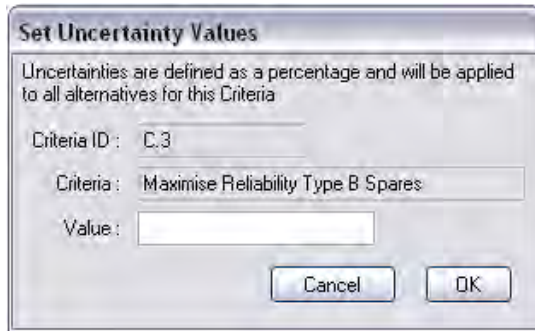 Set Uncertainty Values
Uncertainties are defined as a percentage and will be applied
to all alternatives for this Criteria
Criteria ID : C.3
Criteria : Maximise Reliability Type B Spares
Value :
Cancel OK